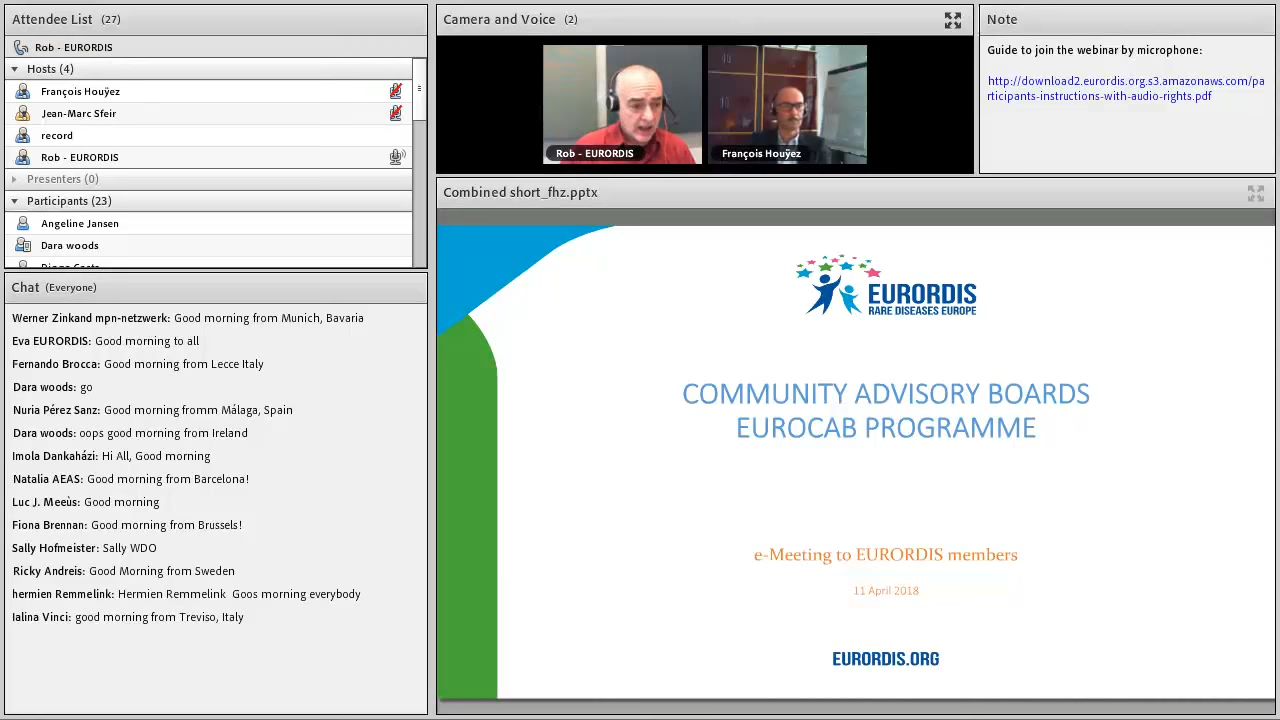 Attendee List (27)
Rob - EURORDIS
Hosts (4)
François Houÿez
Jean-Marc Sfeir
record
Rob - EURORDIS
Presenters (0)
Participants (23)
Angeline Jansen
Dara woods
Chat (Everyone)
Werner Zinkand mpn-netzwerk: Good morning from Munich, Bavaria
Eva EURORDIS: Good morning to all
Fernando Brocca: Good morning from Lecce Italy
Dara woods: go
Nuria Pérez Sanz: Good morning fromm Málaga, Spain
Dara woods: oops good morning from Ireland
Imola Dankaházi: Hi All, Good morning
Natalia AEAS: Good morning from Barcelona!
Luc J. Meeùs: Good morning
Fiona Brennan: Good morning from Brussels!
Sally Hofmeister: Sally WDO
Ricky Andreis: Good Morning from Sweden
hermien Remmelink: Hermien Remmelink Goos morning everybody
Ialina Vinci: good morning from Treviso, Italy
Camera and Voice (2)
Rob - EURORDIS
François Houÿez
Note
Guide to join the webinar by microphone:
http://download2.eurordis.org.s3.amazonaws.com/pa
rticipants-instructions-with-audio-rights.pdf
Combined short_fhz.pptx
EURORDIS
RARE DISEASES EUROPE
COMMUNITY ADVISORY BOARDS
EUROCAB PROGRAMME
e-Meeting to EURORDIS members
11 April 2018
EURORDIS.ORG